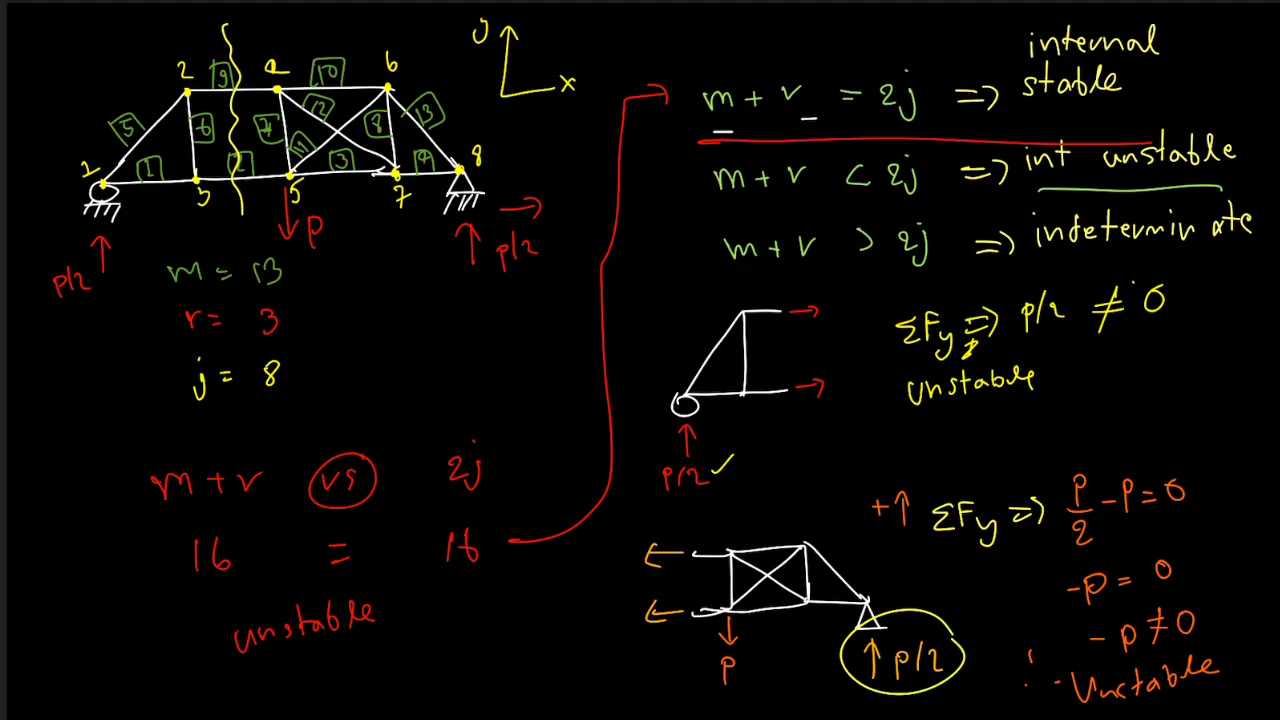 2 9 4 10 6
5 6 7 12 8 13
1 1 3 2 11 5 3 7 4 8
y
x
P/2
P
P/2
m = 13
r = 3
j = 8
m + r vs 2j
16 = 16
unstable
m + r = 2j => internal stable
m + r < 2j => int unstable
m + r > 2j => indeterminate
P/2 ✓
ΣFy => P/2 ≠ 0
unstable
P
P/2
+↑ ΣFy => P/2 - P = 0
-P = 0
- P ≠ 0
∴ Unstable